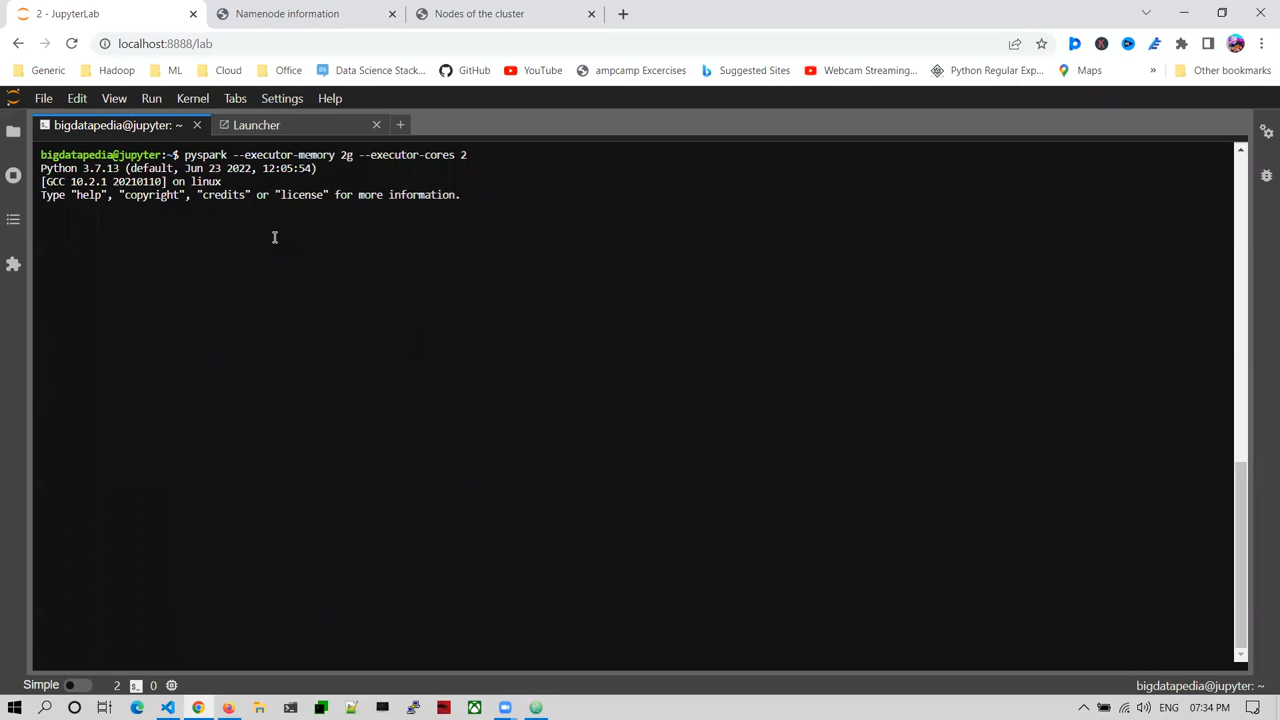 2 - JupyterLab
Namenode information
Nodes of the cluster
localhost:8888/lab
Generic
Hadoop
ML
Cloud
Office
Data Science Stack...
GitHub
YouTube
ampcamp Excercises
Suggested Sites
Webcam Streaming...
Python Regular Exp...
Maps
»
Other bookmarks
File Edit View Run Kernel Tabs Settings Help
bigdatapedia@jupyter: ~
Launcher
bigdatapedia@jupyter:~$ pyspark --executor-memory 2g --executor-cores 2
Python 3.7.13 (default, Jun 23 2022, 12:05:54)
[GCC 10.2.1 20210110] on linux
Type "help", "copyright", "credits" or "license" for more information.
Simple
2
0
bigdatapedia@jupyter: ~
ENG
07:34 PM